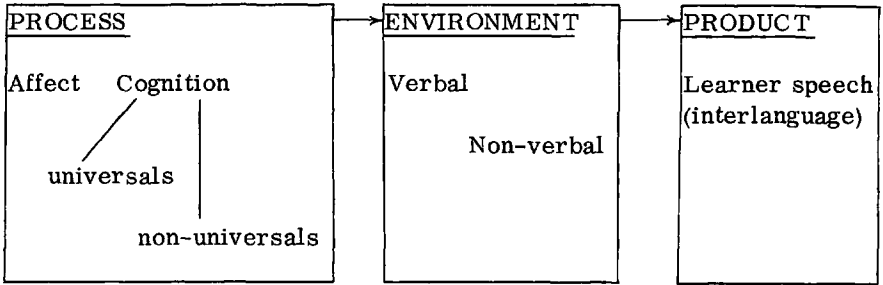 PROCESS
ENVIRONMENT
PRODUCT
Affect Cognition
universals
non-universals
Verbal
Non-verbal
Learner speech
(interlanguage)